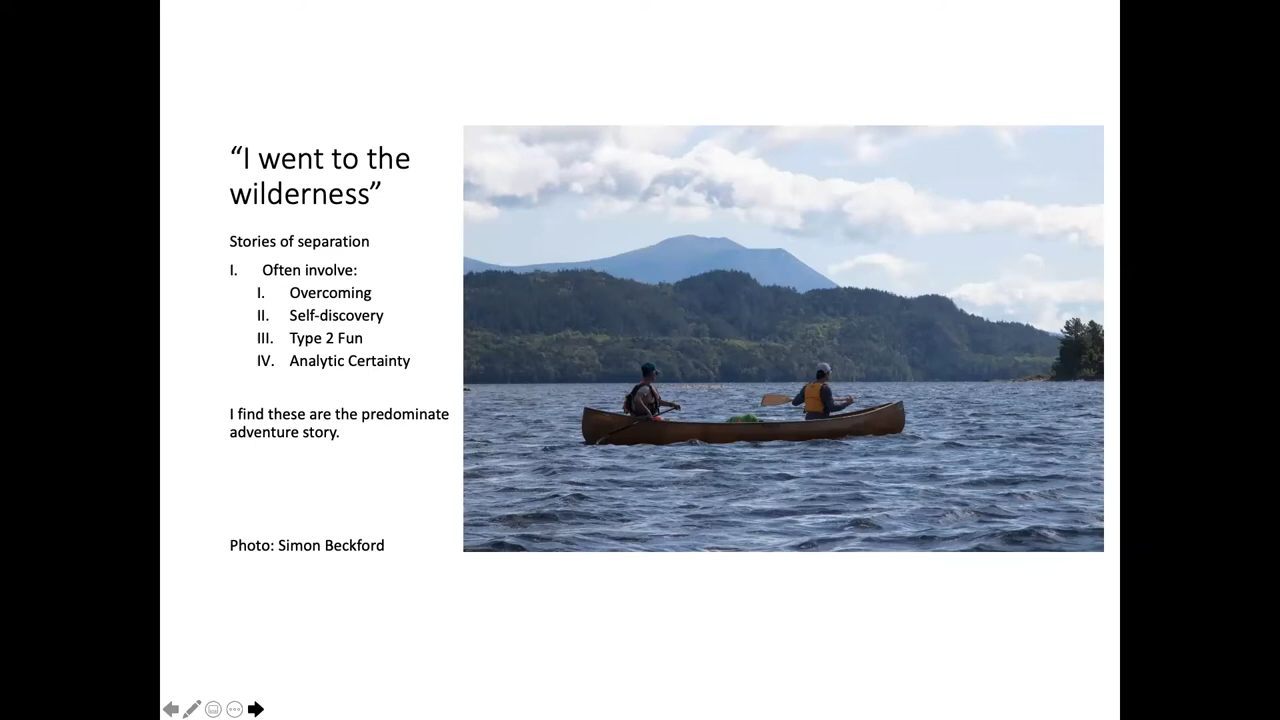 “I went to the
wilderness”
Stories of separation
I. Often involve:
I. Overcoming
II. Self-discovery
III. Type 2 Fun
IV. Analytic Certainty
I find these are the predominate
adventure story.
Photo: Simon Beckford